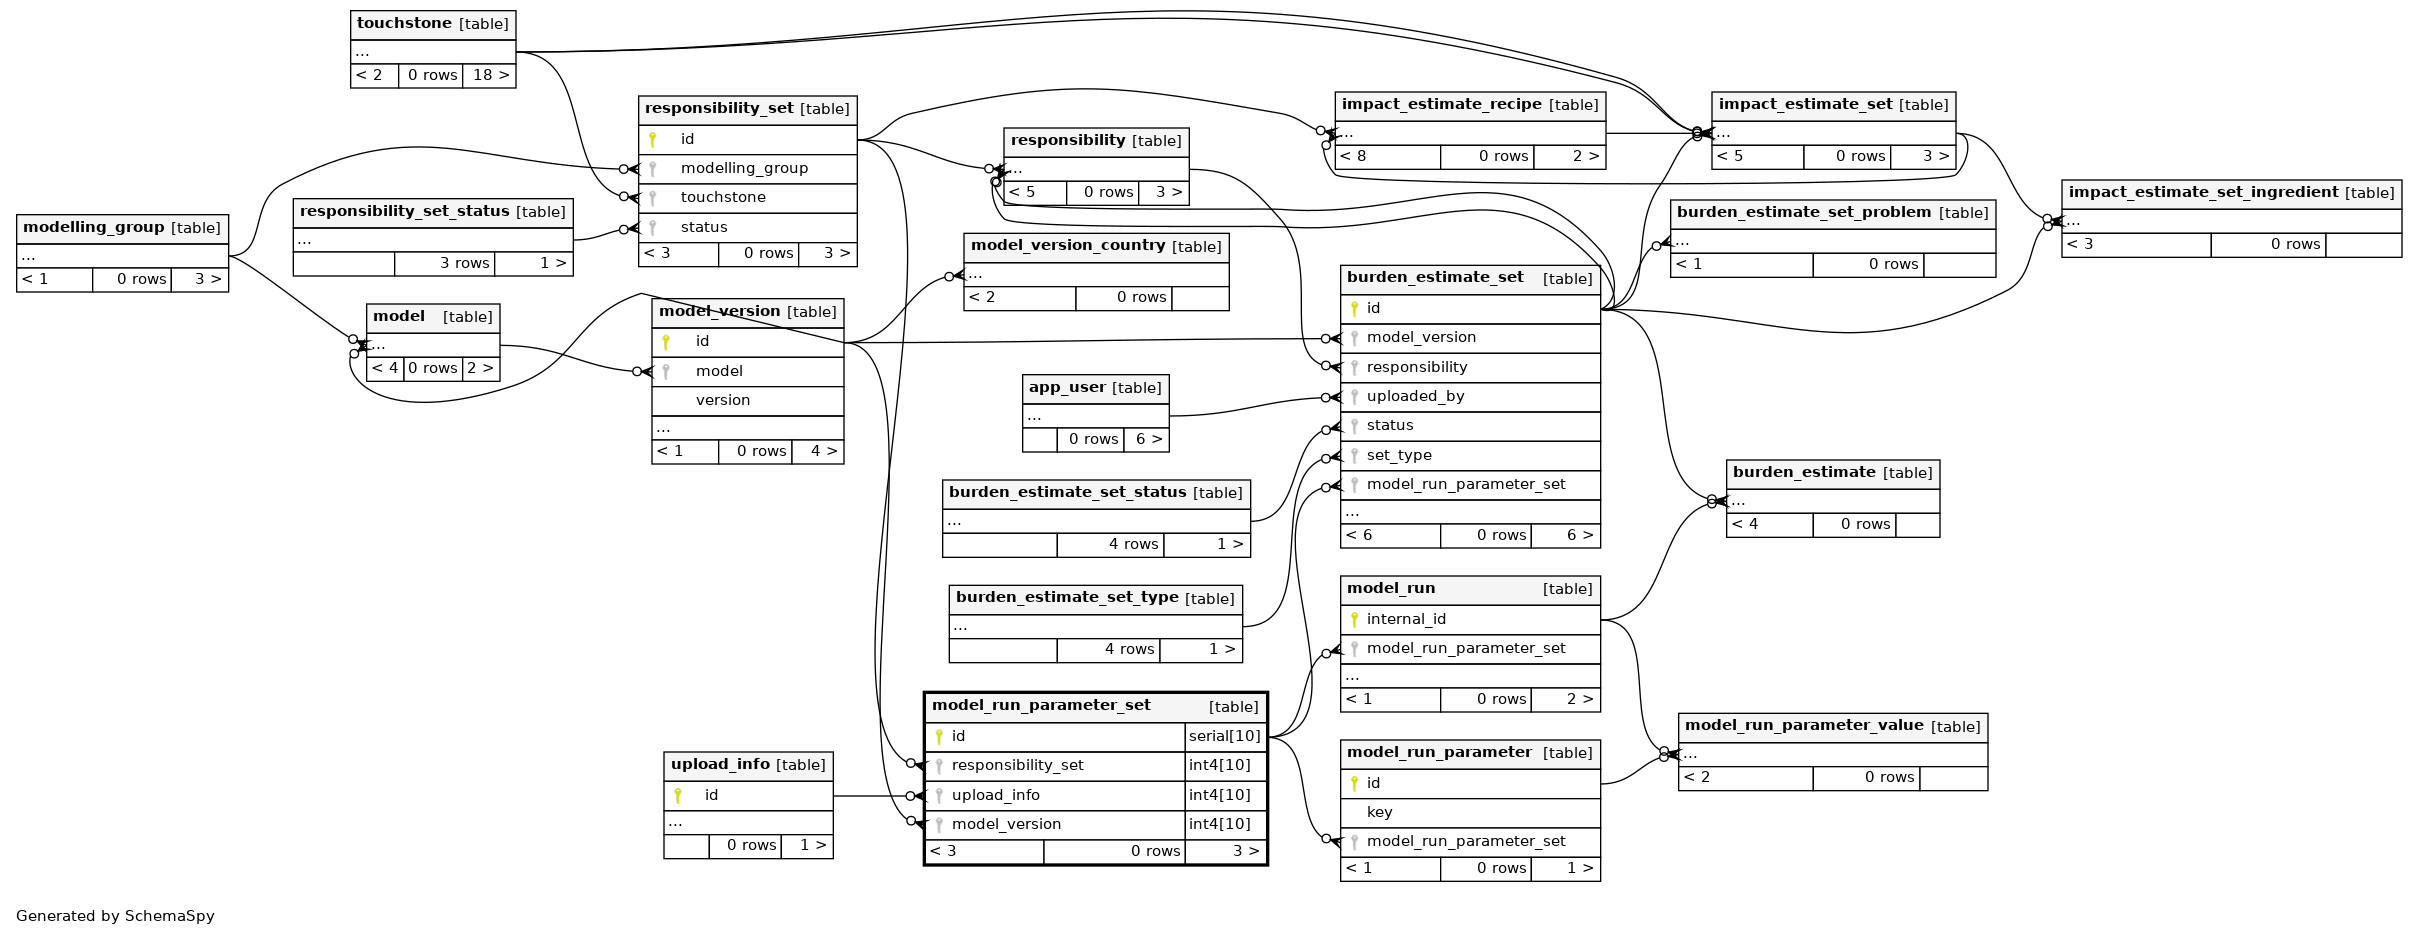 touchstone [table]
...
< 2 0 rows 18 >
responsibility_set [table]
id
modelling_group
touchstone
status
< 3 0 rows 3 >
responsibility [table]
...
< 5 0 rows 3 >
impact_estimate_recipe [table]
...
< 8 0 rows 2 >
impact_estimate_set [table]
...
< 5 0 rows 3 >
impact_estimate_set_ingredient [table]
...
< 3 0 rows
modelling_group [table]
...
< 1 0 rows 3 >
responsibility_set_status [table]
...
3 rows 1 >
burden_estimate_set_problem [table]
...
< 1 0 rows
model_version_country [table]
...
< 2 0 rows
model [table]
...
< 4 0 rows 2 >
model_version [table]
id
model
version
...
< 1 0 rows 4 >
burden_estimate_set [table]
id
model_version
responsibility
uploaded_by
status
set_type
model_run_parameter_set
...
< 6 0 rows 6 >
app_user [table]
...
0 rows 6 >
burden_estimate_set_status [table]
...
4 rows 1 >
burden_estimate [table]
...
< 4 0 rows
burden_estimate_set_type [table]
...
4 rows 1 >
model_run [table]
internal_id
model_run_parameter_set
...
< 1 0 rows 2 >
model_run_parameter_set [table]
id serial[10]
responsibility_set int4[10]
upload_info int4[10]
model_version int4[10]
< 3 0 rows 3 >
upload_info [table]
id
...
0 rows 1 >
model_run_parameter [table]
id
key
model_run_parameter_set
< 1 0 rows 1 >
model_run_parameter_value [table]
...
< 2 0 rows
Generated by SchemaSpy